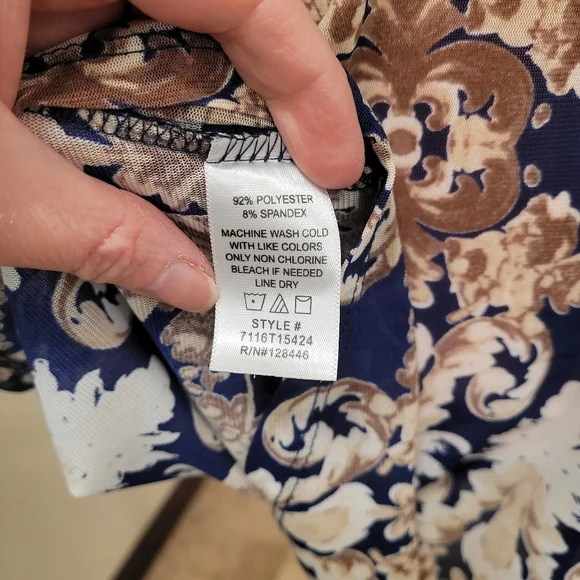 92% POLYESTER
8% SPANDEX
MACHINE WASH COLD
WITH LIKE COLORS
ONLY NON CHLORINE
BLEACH IF NEEDED
LINE DRY
STYLE #
7116T15424
R/N#128446